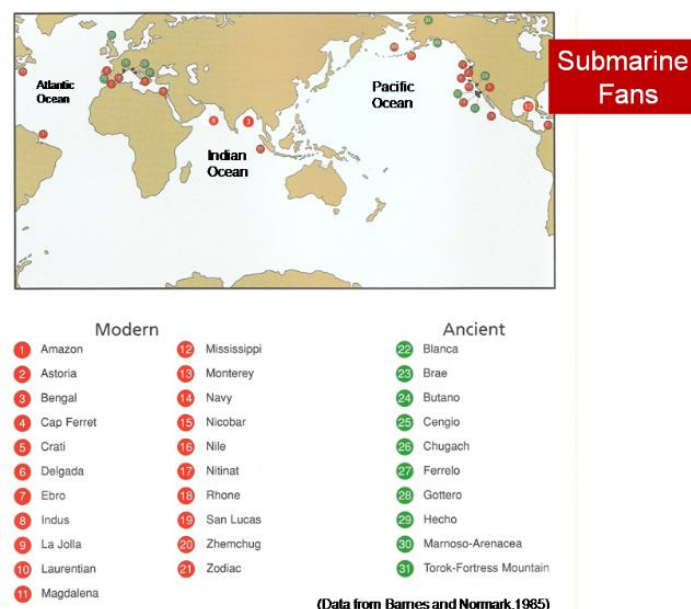 Submarine
Fans
Atlantic
Ocean
Pacific
Ocean
Indian
Ocean
Modern
1 Amazon
2 Astoria
3 Bengal
4 Cap Ferret
5 Crati
6 Delgada
7 Ebro
8 Indus
9 La Jolla
10 Laurentian
11 Magdalena
12 Mississippi
13 Monterey
14 Navy
15 Nicobar
16 Nile
17 Nitinat
18 Rhone
19 San Lucas
20 Zhemchug
21 Zodiac
Ancient
22 Blanca
23 Brae
24 Butano
25 Cengio
26 Chugach
27 Ferrelo
28 Gottero
29 Hecho
30 Marnoso-Arenacea
31 Torok-Fortress Mountain
(Data from Barnes and Normark,1985)